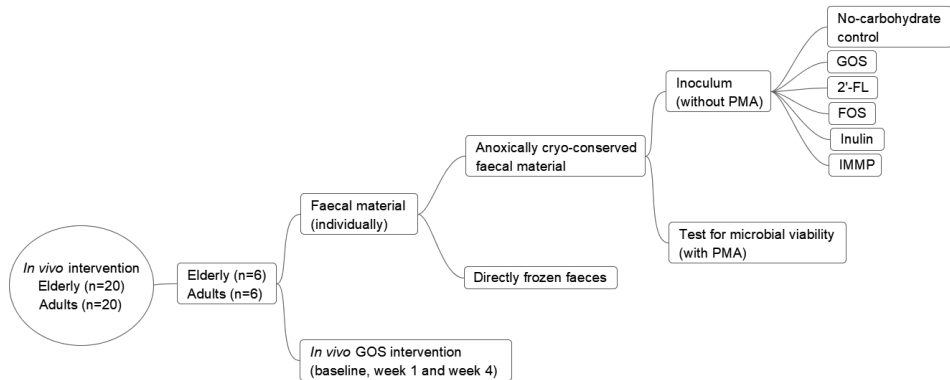 In vivo intervention
Elderly (n=20)
Adults (n=20)
Elderly (n=6)
Adults (n=6)
Faecal material
(individually)
In vivo GOS intervention
(baseline, week 1 and week 4)
Anoxically cryo-conserved
faecal material
Directly frozen faeces
Inoculum
(without PMA)
Test for microbial viability
(with PMA)
No-carbohydrate
control
GOS
2'-FL
FOS
Inulin
IMMP